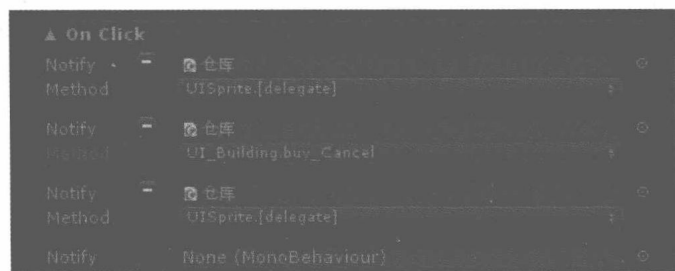 ▲ On Click
Notify 仓库
Method UISprite.[delegate]
Notify 仓库
Method UI_Building.buy_Cancel
Notify 仓库
Method UISprite.[delegate]
Notify None (MonoBehaviour)